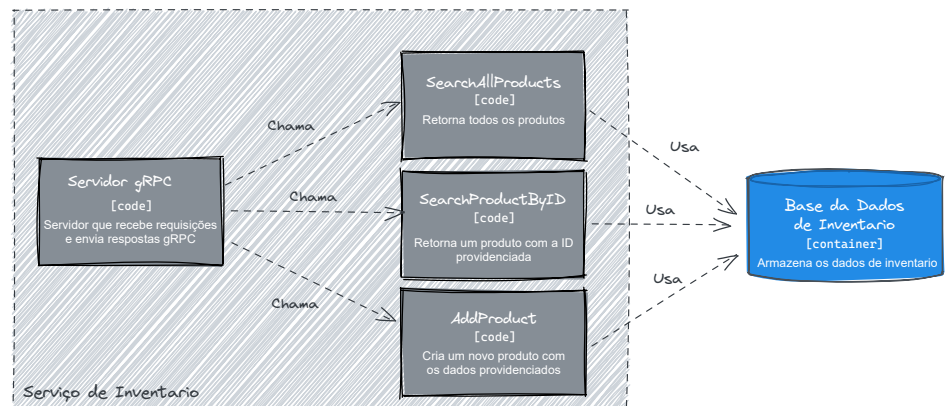 SearchAllProducts
[code]
Retorna todos os produtos
Chama
Usa
Servidor gRPC
[code]
Servidor que recebe requisições
e envia respostas gRPC
Chama
SearchProductByID
[code]
Retorna um produto com a ID
providenciada
Usa
Base da Dados
de Inventario
[container]
Armazena os dados de inventario
Chama
AddProduct
[code]
Cria um novo produto com
os dados providenciados
Usa
Serviço de Inventario